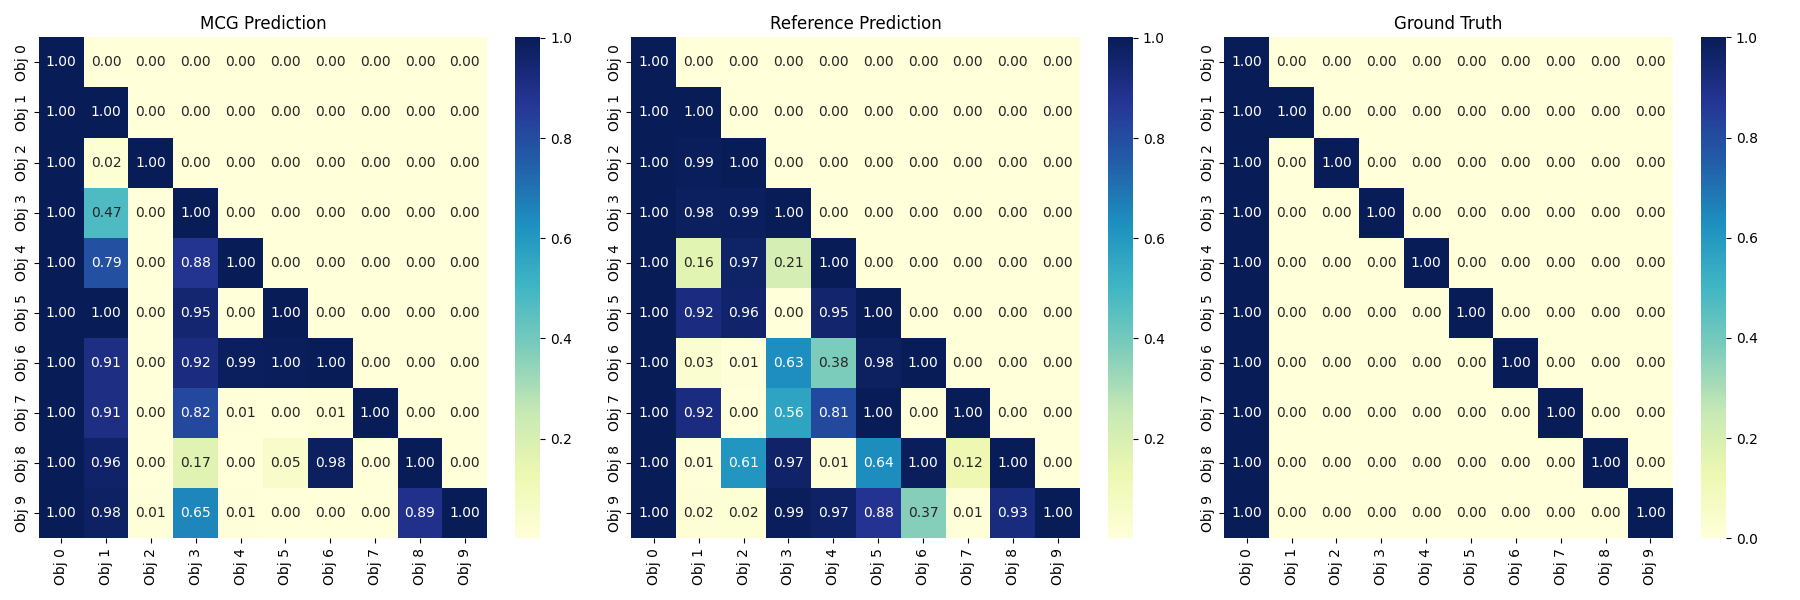 MCG Prediction Reference Prediction Ground Truth
Obj 0 1.00 0.00 0.00 0.00 0.00 0.00 0.00 0.00 0.00 0.00 1.0 Obj 0 1.00 0.00 0.00 0.00 0.00 0.00 0.00 0.00 0.00 0.00 1.0 Obj 0 1.00 0.00 0.00 0.00 0.00 0.00 0.00 0.00 0.00 0.00 1.0
Obj 1 1.00 1.00 0.00 0.00 0.00 0.00 0.00 0.00 0.00 0.00 Obj 1 1.00 1.00 0.00 0.00 0.00 0.00 0.00 0.00 0.00 0.00 Obj 1 1.00 1.00 0.00 0.00 0.00 0.00 0.00 0.00 0.00 0.00
Obj 2 1.00 0.02 1.00 0.00 0.00 0.00 0.00 0.00 0.00 0.00 0.8 Obj 2 1.00 0.99 1.00 0.00 0.00 0.00 0.00 0.00 0.00 0.00 0.8 Obj 2 1.00 0.00 1.00 0.00 0.00 0.00 0.00 0.00 0.00 0.00 0.8
Obj 3 1.00 0.47 0.00 1.00 0.00 0.00 0.00 0.00 0.00 0.00 Obj 3 1.00 0.98 0.99 1.00 0.00 0.00 0.00 0.00 0.00 0.00 Obj 3 1.00 0.00 0.00 1.00 0.00 0.00 0.00 0.00 0.00 0.00
Obj 4 1.00 0.79 0.00 0.88 1.00 0.00 0.00 0.00 0.00 0.00 0.6 Obj 4 1.00 0.16 0.97 0.21 1.00 0.00 0.00 0.00 0.00 0.00 0.6 Obj 4 1.00 0.00 0.00 0.00 1.00 0.00 0.00 0.00 0.00 0.00 0.6
Obj 5 1.00 1.00 0.00 0.95 0.00 1.00 0.00 0.00 0.00 0.00 Obj 5 1.00 0.92 0.96 0.00 0.95 1.00 0.00 0.00 0.00 0.00 Obj 5 1.00 0.00 0.00 0.00 0.00 1.00 0.00 0.00 0.00 0.00
Obj 6 1.00 0.91 0.00 0.92 0.99 1.00 1.00 0.00 0.00 0.00 0.4 Obj 6 1.00 0.03 0.01 0.63 0.38 0.98 1.00 0.00 0.00 0.00 0.4 Obj 6 1.00 0.00 0.00 0.00 0.00 0.00 1.00 0.00 0.00 0.00 0.4
Obj 7 1.00 0.91 0.00 0.82 0.01 0.00 0.01 1.00 0.00 0.00 Obj 7 1.00 0.92 0.00 0.56 0.81 1.00 0.00 1.00 0.00 0.00 Obj 7 1.00 0.00 0.00 0.00 0.00 0.00 0.00 1.00 0.00 0.00
Obj 8 1.00 0.96 0.00 0.17 0.00 0.05 0.98 0.00 1.00 0.00 0.2 Obj 8 1.00 0.01 0.61 0.97 0.01 0.64 1.00 0.12 1.00 0.00 0.2 Obj 8 1.00 0.00 0.00 0.00 0.00 0.00 0.00 0.00 1.00 0.00 0.2
Obj 9 1.00 0.98 0.01 0.65 0.01 0.00 0.00 0.00 0.89 1.00 Obj 9 1.00 0.02 0.02 0.99 0.97 0.88 0.37 0.01 0.93 1.00 Obj 9 1.00 0.00 0.00 0.00 0.00 0.00 0.00 0.00 0.00 1.00 0.0
Obj 0 Obj 1 Obj 2 Obj 3 Obj 4 Obj 5 Obj 6 Obj 7 Obj 8 Obj 9 Obj 0 Obj 1 Obj 2 Obj 3 Obj 4 Obj 5 Obj 6 Obj 7 Obj 8 Obj 9 Obj 0 Obj 1 Obj 2 Obj 3 Obj 4 Obj 5 Obj 6 Obj 7 Obj 8 Obj 9